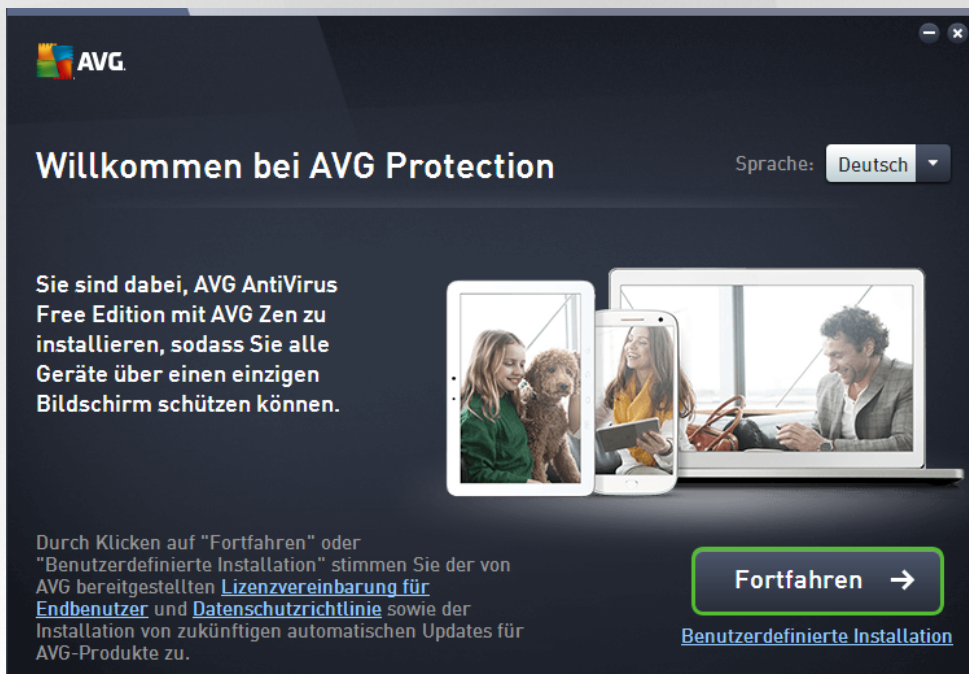 AVG.
Willkommen bei AVG Protection
Sprache: Deutsch
Sie sind dabei, AVG AntiVirus
Free Edition mit AVG Zen zu
installieren, sodass Sie alle
Geräte über einen einzigen
Bildschirm schützen können.
Durch Klicken auf "Fortfahren" oder
"Benutzerdefinierte Installation" stimmen Sie der von
AVG bereitgestellten Lizenzvereinbarung für
Endbenutzer und Datenschutzrichtlinie sowie der
Installation von zukünftigen automatischen Updates für
AVG-Produkte zu.
Fortfahren →
Benutzerdefinierte Installation